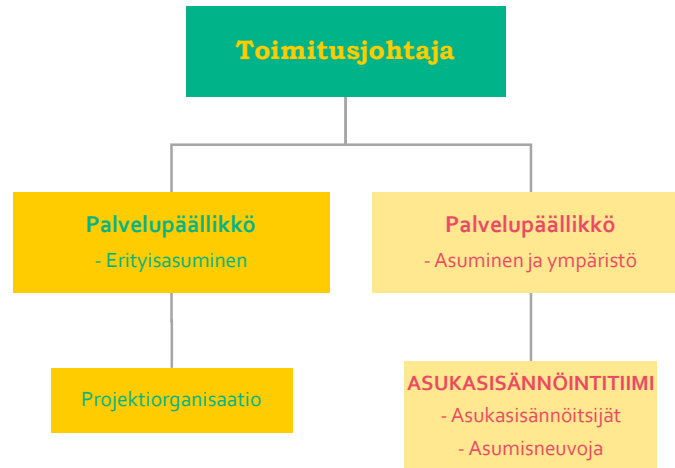 Toimitusjohtaja
Palvelupäällikkö
- Erityisasuminen
Palvelupäällikkö
- Asuminen ja ympäristö
Projektiorganisaatio
ASUKASISÄNNÖINTITIIMI
- Asukasisännöitsijät
- Asumisneuvoja